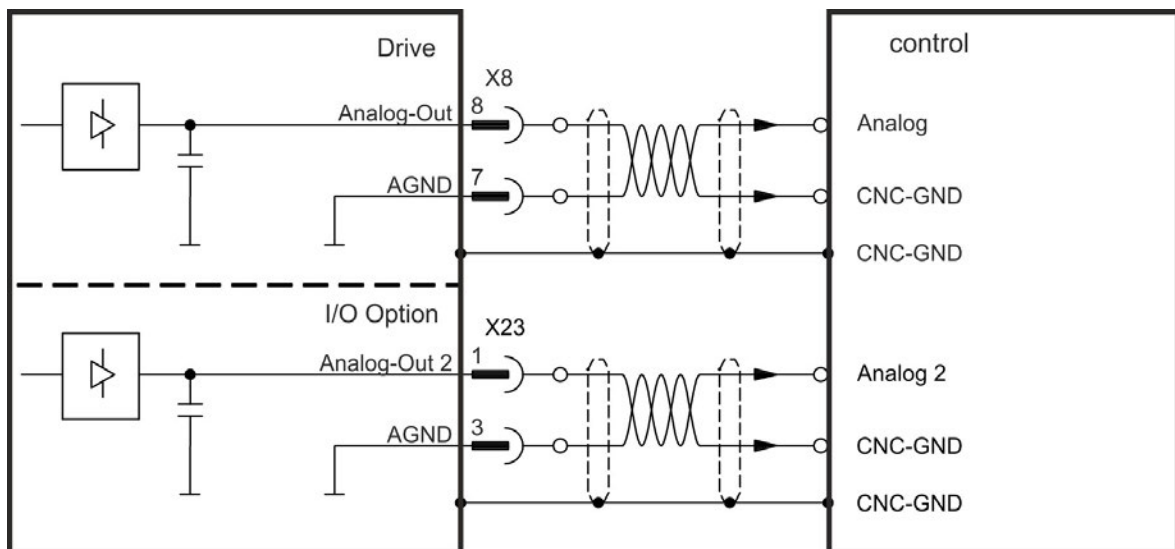 Drive
control
X8
Analog-Out
8
Analog
AGND
7
CNC-GND
CNC-GND
I/O Option
X23
Analog-Out 2
1
Analog 2
AGND
3
CNC-GND
CNC-GND